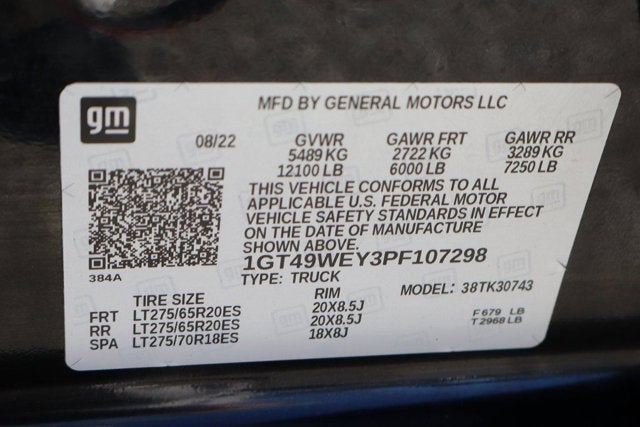 gm
MFD BY GENERAL MOTORS LLC
08/22 GVWR GAWR FRT GAWR RR
5489 KG 2722 KG 3289 KG
12100 LB 6000 LB 7250 LB
THIS VEHICLE CONFORMS TO ALL
APPLICABLE U.S. FEDERAL MOTOR
VEHICLE SAFETY STANDARDS IN EFFECT
ON THE DATE OF MANUFACTURE
SHOWN ABOVE.
384A
1GT49WEY3PF107298
TYPE: TRUCK MODEL: 38TK30743
TIRE SIZE RIM
FRT LT275/65R20ES 20X8.5J
RR LT275/65R20ES 20X8.5J
SPA LT275/70R18ES 18X8J
F 679 LB
T 2968 LB